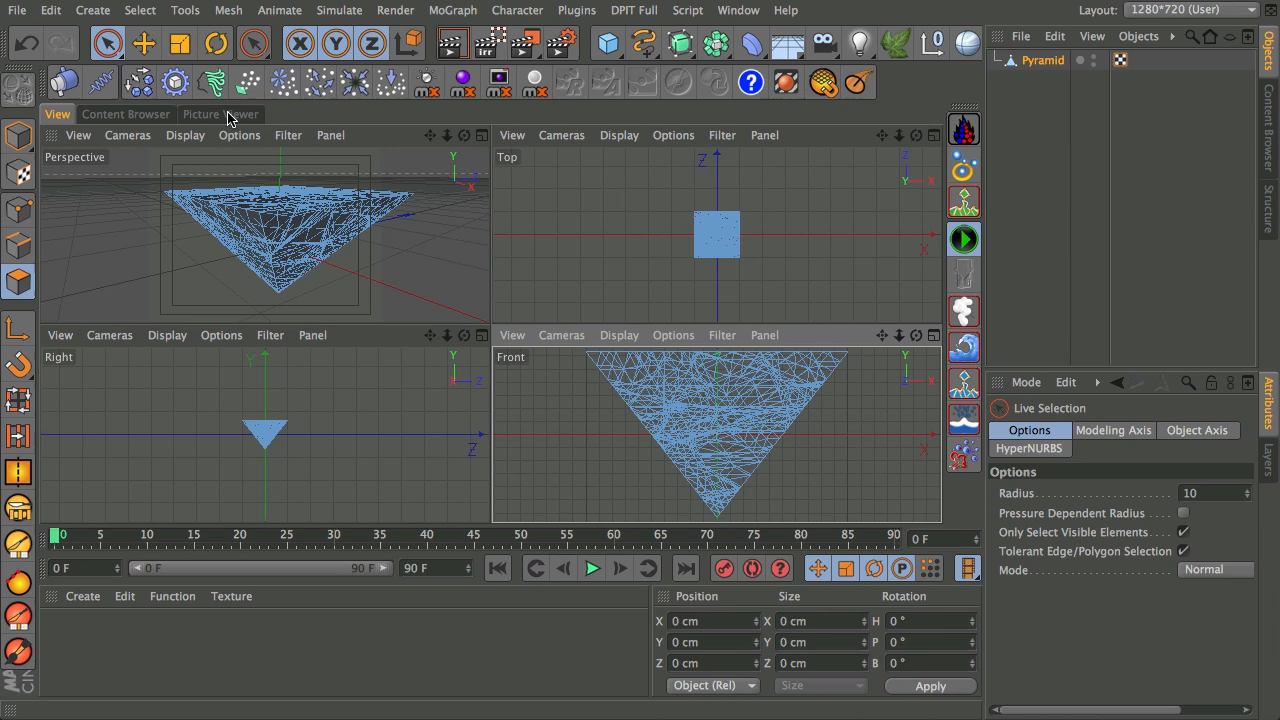 File Edit Create Select Tools Mesh Animate Simulate Render MoGraph Character Plugins DPIT Full Script Window Help Layout: 1280*720 (User)
X Y Z irr mx mx mx mx ?
File Edit View Objects
Pyramid
View Content Browser Picture Viewer
View Cameras Display Options Filter Panel
Perspective
Y X
View Cameras Display Options Filter Panel
Top
Z
Z Y X
X
View Cameras Display Options Filter Panel
Right
Y
Y X Z
Z
View Cameras Display Options Filter Panel
Front
Y
Y Z X
X
Objects
Content Browser
Structure
Mode Edit
Live Selection
Options Modeling Axis Object Axis
HyperNURBS
Options
Radius 10
Pressure Dependent Radius
Only Select Visible Elements
Tolerant Edge/Polygon Selection
Mode Normal
Attributes
Layers
0 5 10 15 20 25 30 35 40 45 50 55 60 65 70 75 80 85 90 0 F
0 F 0 F 90 F 90 F ? P
Create Edit Function Texture
Position Size Rotation
X 0 cm X 0 cm H 0 °
Y 0 cm Y 0 cm P 0 °
Z 0 cm Z 0 cm B 0 °
Object (Rel) Size Apply